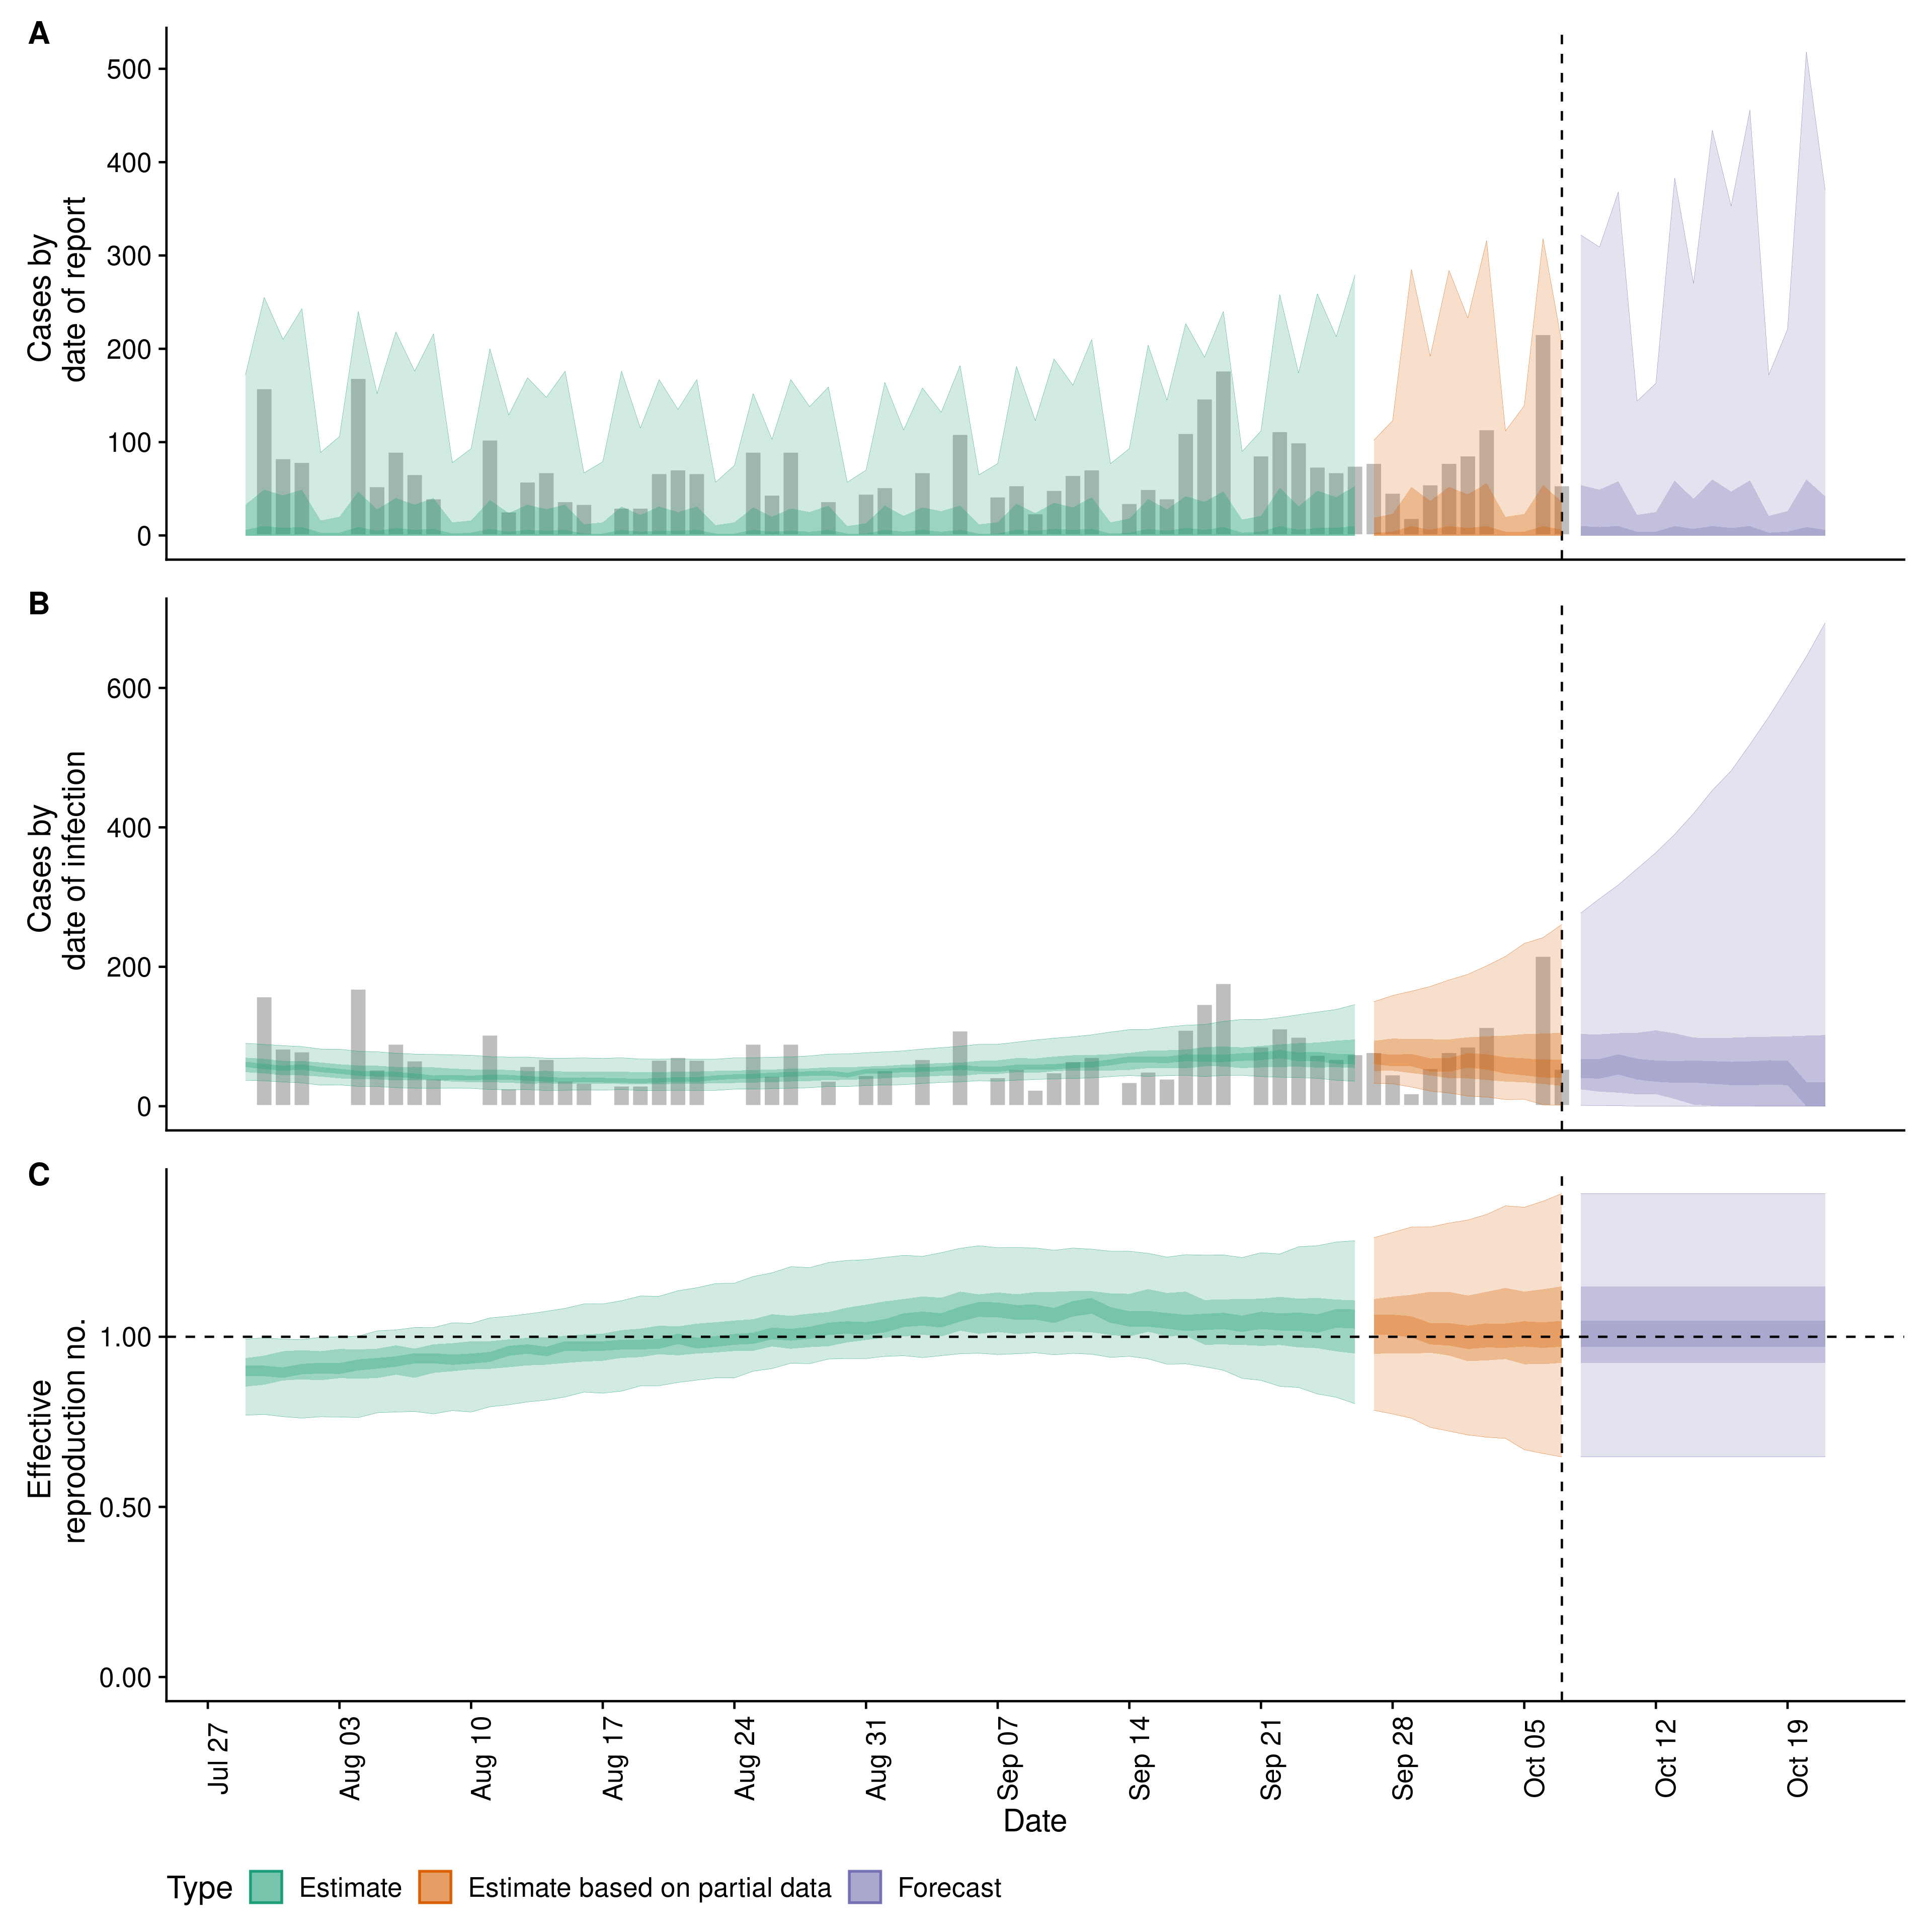 A
500
400
300
200
100
0
Cases by
date of report
B
600
400
200
0
Cases by
date of infection
C
1.00
0.50
0.00
Effective
reproduction no.
Jul 27
Aug 03
Aug 10
Aug 17
Aug 24
Aug 31
Sep 07
Sep 14
Sep 21
Sep 28
Oct 05
Oct 12
Oct 19
Date
Type Estimate Estimate based on partial data Forecast